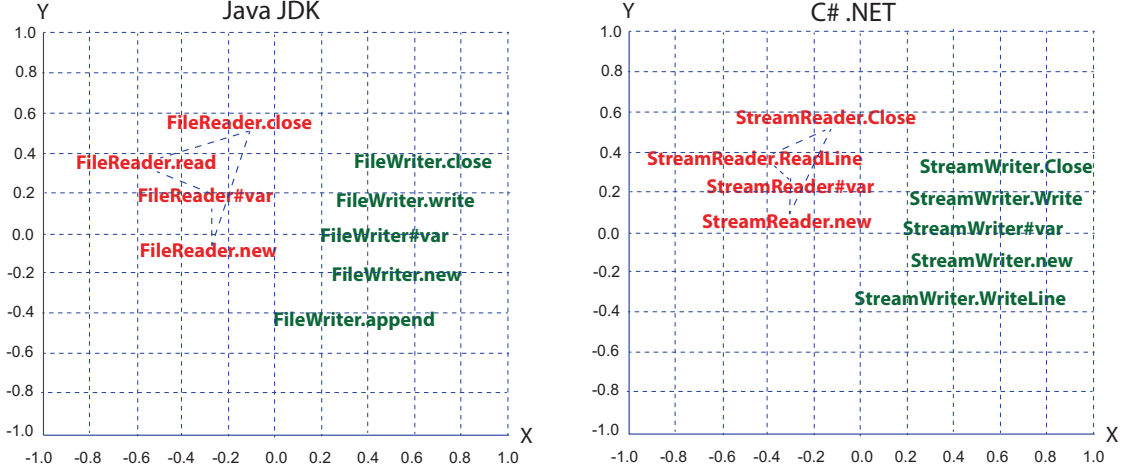 Y
Java JDK
1.0
0.8
0.6
0.4
0.2
0.0
-0.2
-0.4
-0.6
-0.8
-1.0
FileReader.close
FileReader.read
FileReader#var
FileReader.new
FileWriter.close
FileWriter.write
FileWriter#var
FileWriter.new
FileWriter.append
X
-1.0 -0.8 -0.6 -0.4 -0.2 0.0 0.2 0.4 0.6 0.8 1.0
Y
C# .NET
1.0
0.8
0.6
0.4
0.2
0.0
-0.2
-0.4
-0.6
-0.8
-1.0
StreamReader.Close
StreamReader.ReadLine
StreamReader#var
StreamReader.new
StreamWriter.Close
StreamWriter.Write
StreamWriter#var
StreamWriter.new
StreamWriter.WriteLine
X
-1.0 -0.8 -0.6 -0.4 -0.2 0.0 0.2 0.4 0.6 0.8 1.0